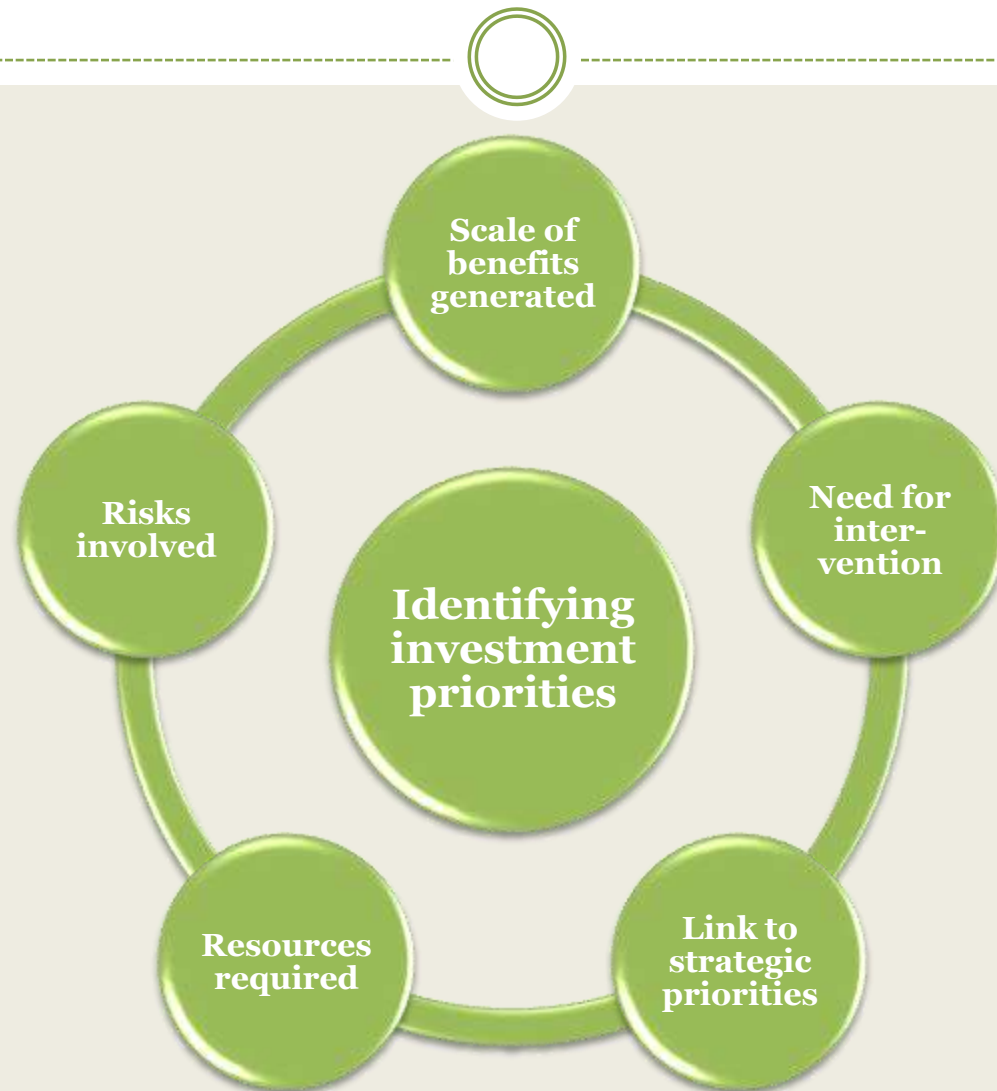 Scale of
benefits
generated
Need for
inter-
vention
Link to
strategic
priorities
Resources
required
Risks
involved
Identifying
investment
priorities